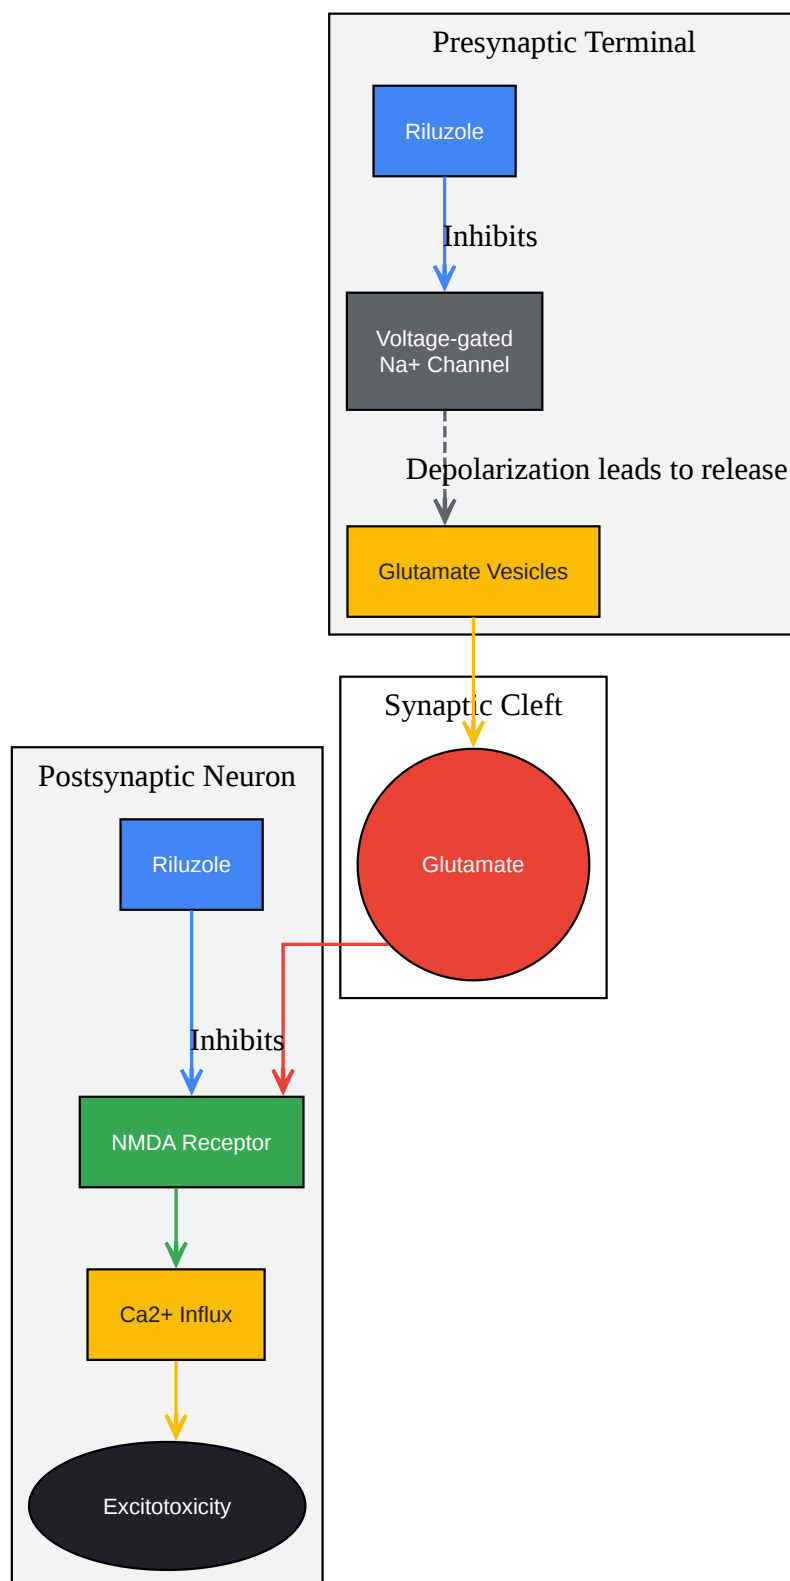 Presynaptic Terminal
Riluzole
Inhibits
Voltage-gated
Na+ Channel
Depolarization leads to release
Glutamate Vesicles
Synaptic Cleft
Glutamate
Postsynaptic Neuron
Riluzole
Inhibits
NMDA Receptor
Ca2+ Influx
Excitotoxicity